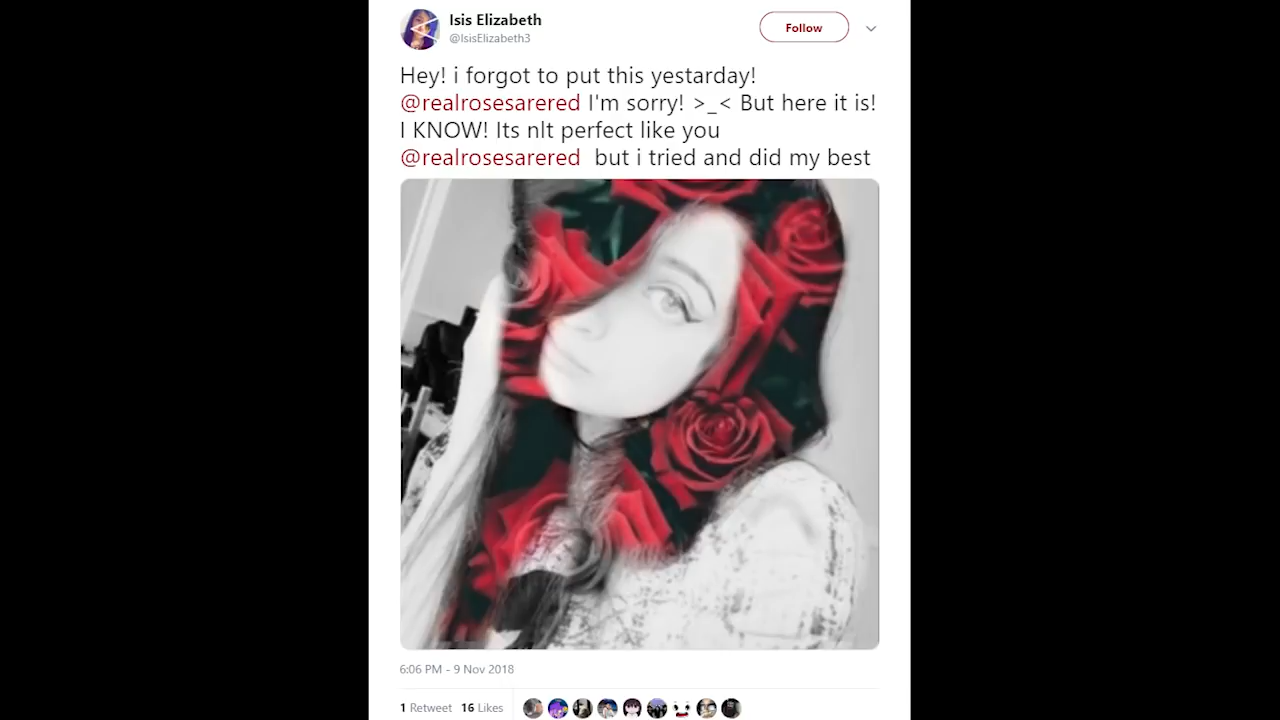 Isis Elizabeth
@IsisElizabeth3
Follow
Hey! i forgot to put this yestarday!
@realrosesarered I'm sorry! >_< But here it is!
I KNOW! Its nlt perfect like you
@realrosesarered but i tried and did my best
6:06 PM - 9 Nov 2018
1 Retweet 16 Likes